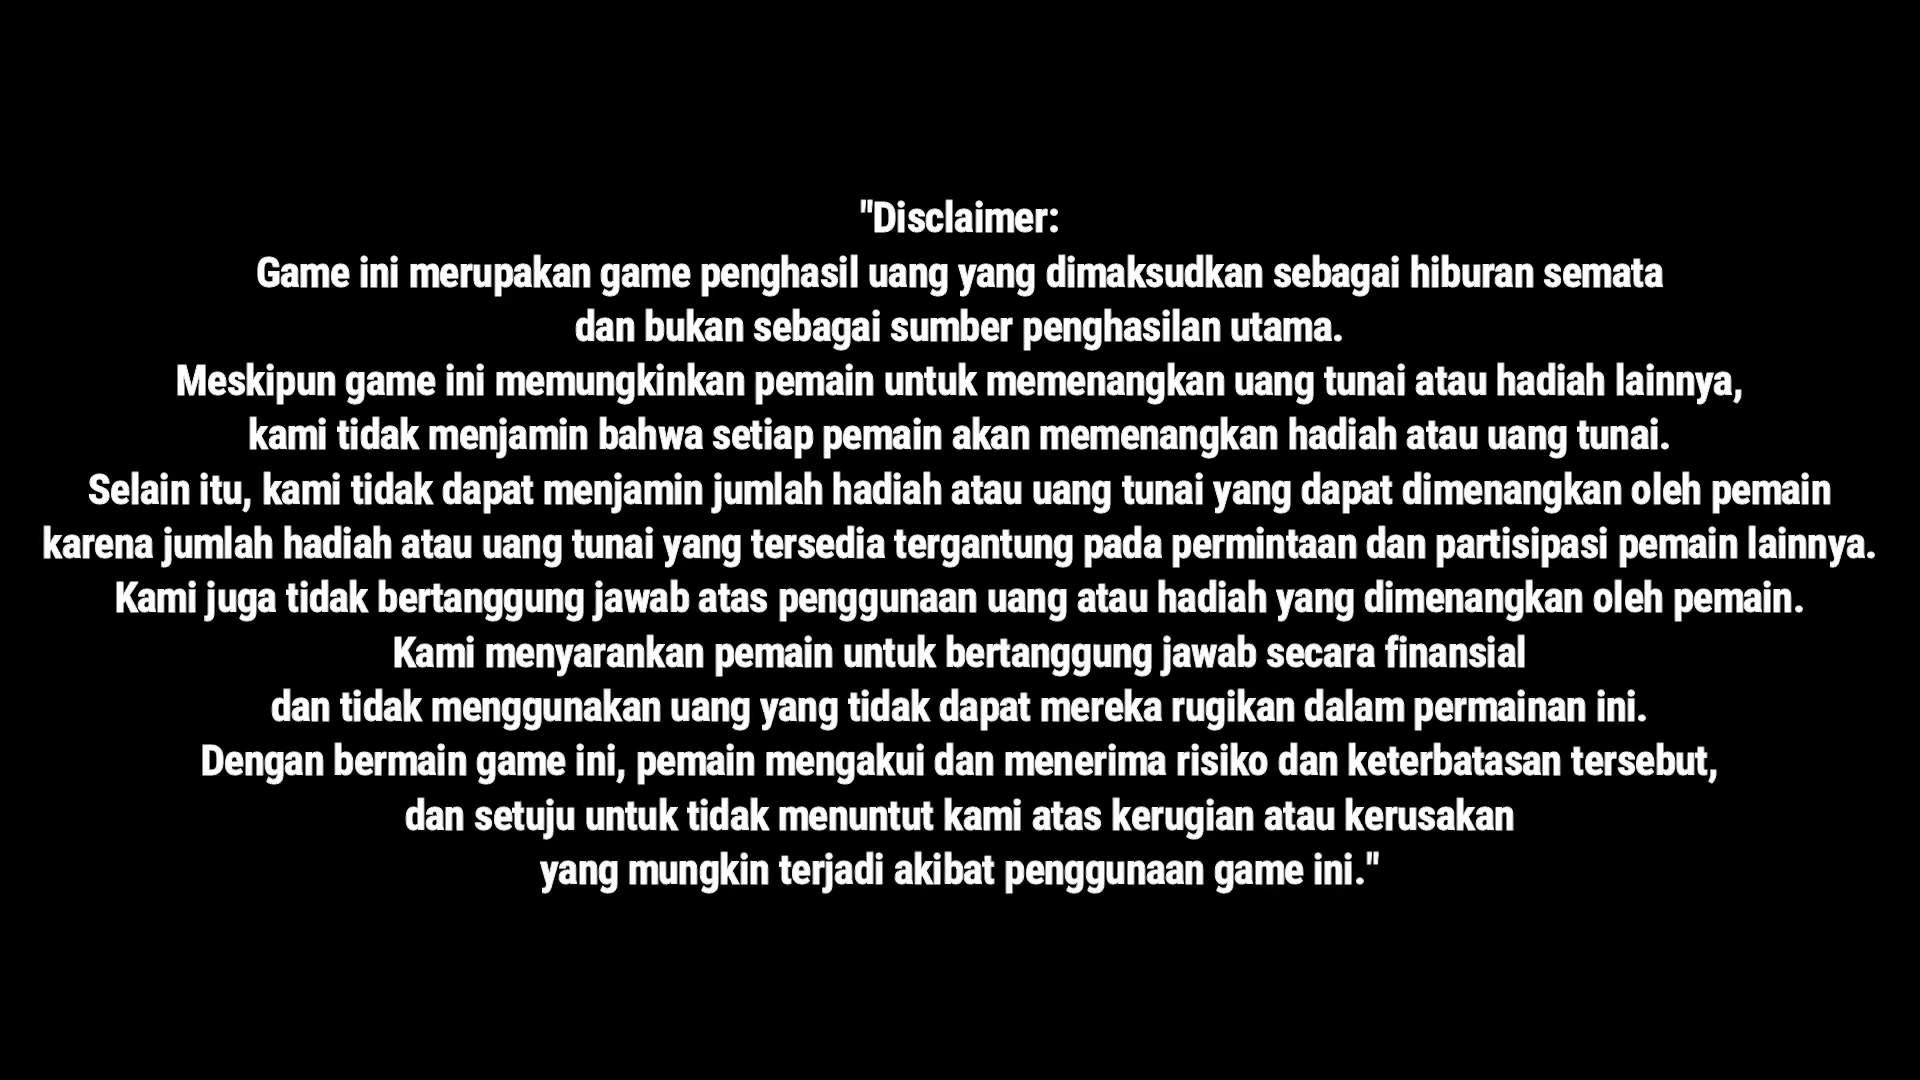 "Disclaimer:
Game ini merupakan game penghasil uang yang dimaksudkan sebagai hiburan semata
dan bukan sebagai sumber penghasilan utama.
Meskipun game ini memungkinkan pemain untuk memenangkan uang tunai atau hadiah lainnya,
kami tidak menjamin bahwa setiap pemain akan memenangkan hadiah atau uang tunai.
Selain itu, kami tidak dapat menjamin jumlah hadiah atau uang tunai yang dapat dimenangkan oleh pemain
karena jumlah hadiah atau uang tunai yang tersedia tergantung pada permintaan dan partisipasi pemain lainnya.
Kami juga tidak bertanggung jawab atas penggunaan uang atau hadiah yang dimenangkan oleh pemain.
Kami menyarankan pemain untuk bertanggung jawab secara finansial
dan tidak menggunakan uang yang tidak dapat mereka rugikan dalam permainan ini.
Dengan bermain game ini, pemain mengakui dan menerima risiko dan keterbatasan tersebut,
dan setuju untuk tidak menuntut kami atas kerugian atau kerusakan
yang mungkin terjadi akibat penggunaan game ini."